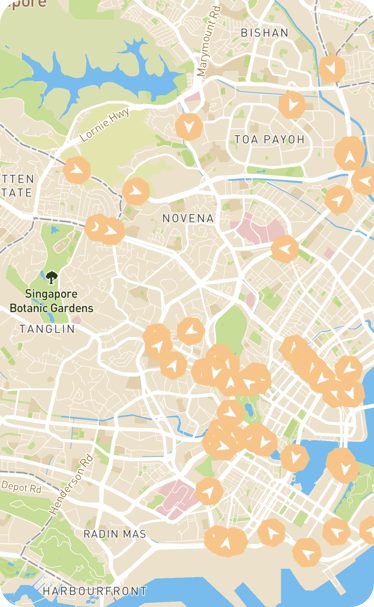 pore
BISHAN
Marymount Rd
Lornie Hwy
TOA PAYOH
TTEN
TATE
NOVENA
Singapore
Botanic Gardens
TANGLIN
Henderson Rd
Depot Rd
RADIN MAS
HARBOURFRONT